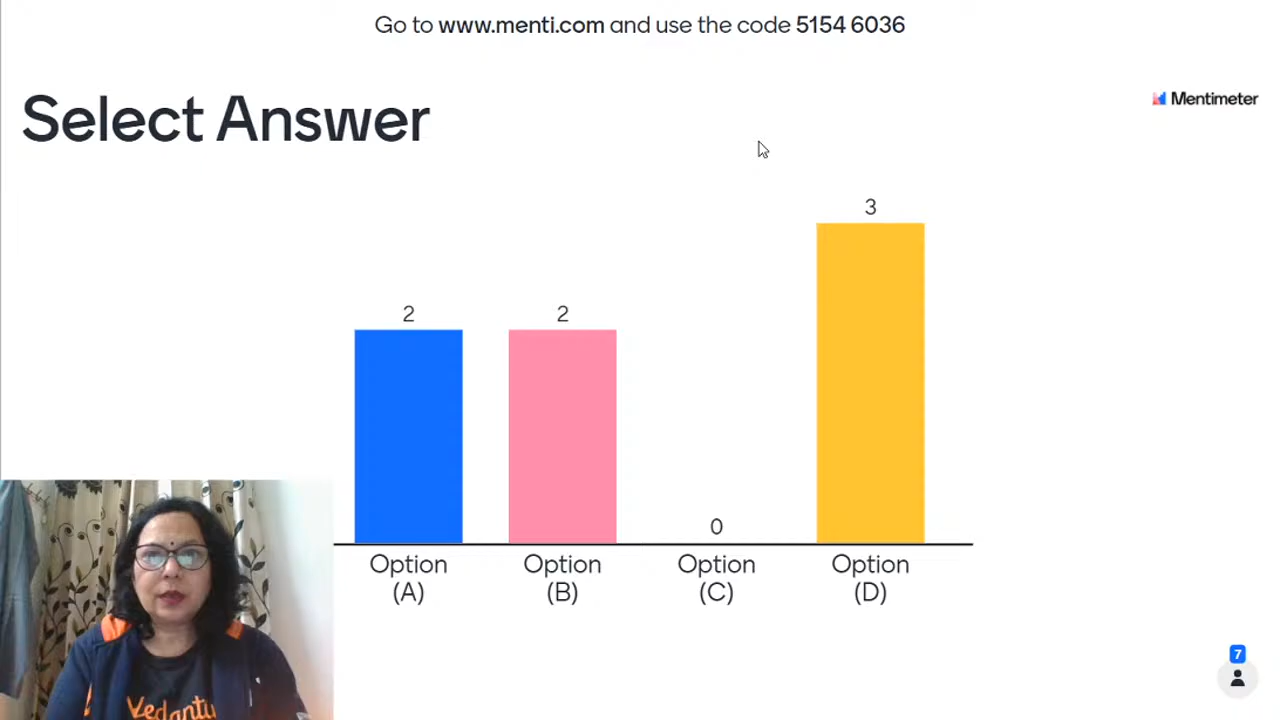 Go to www.menti.com and use the code 5154 6036
Select Answer
Mentimeter
3
2
2
0
Option
(A)
Option
(B)
Option
(C)
Option
(D)
7
Vedantu